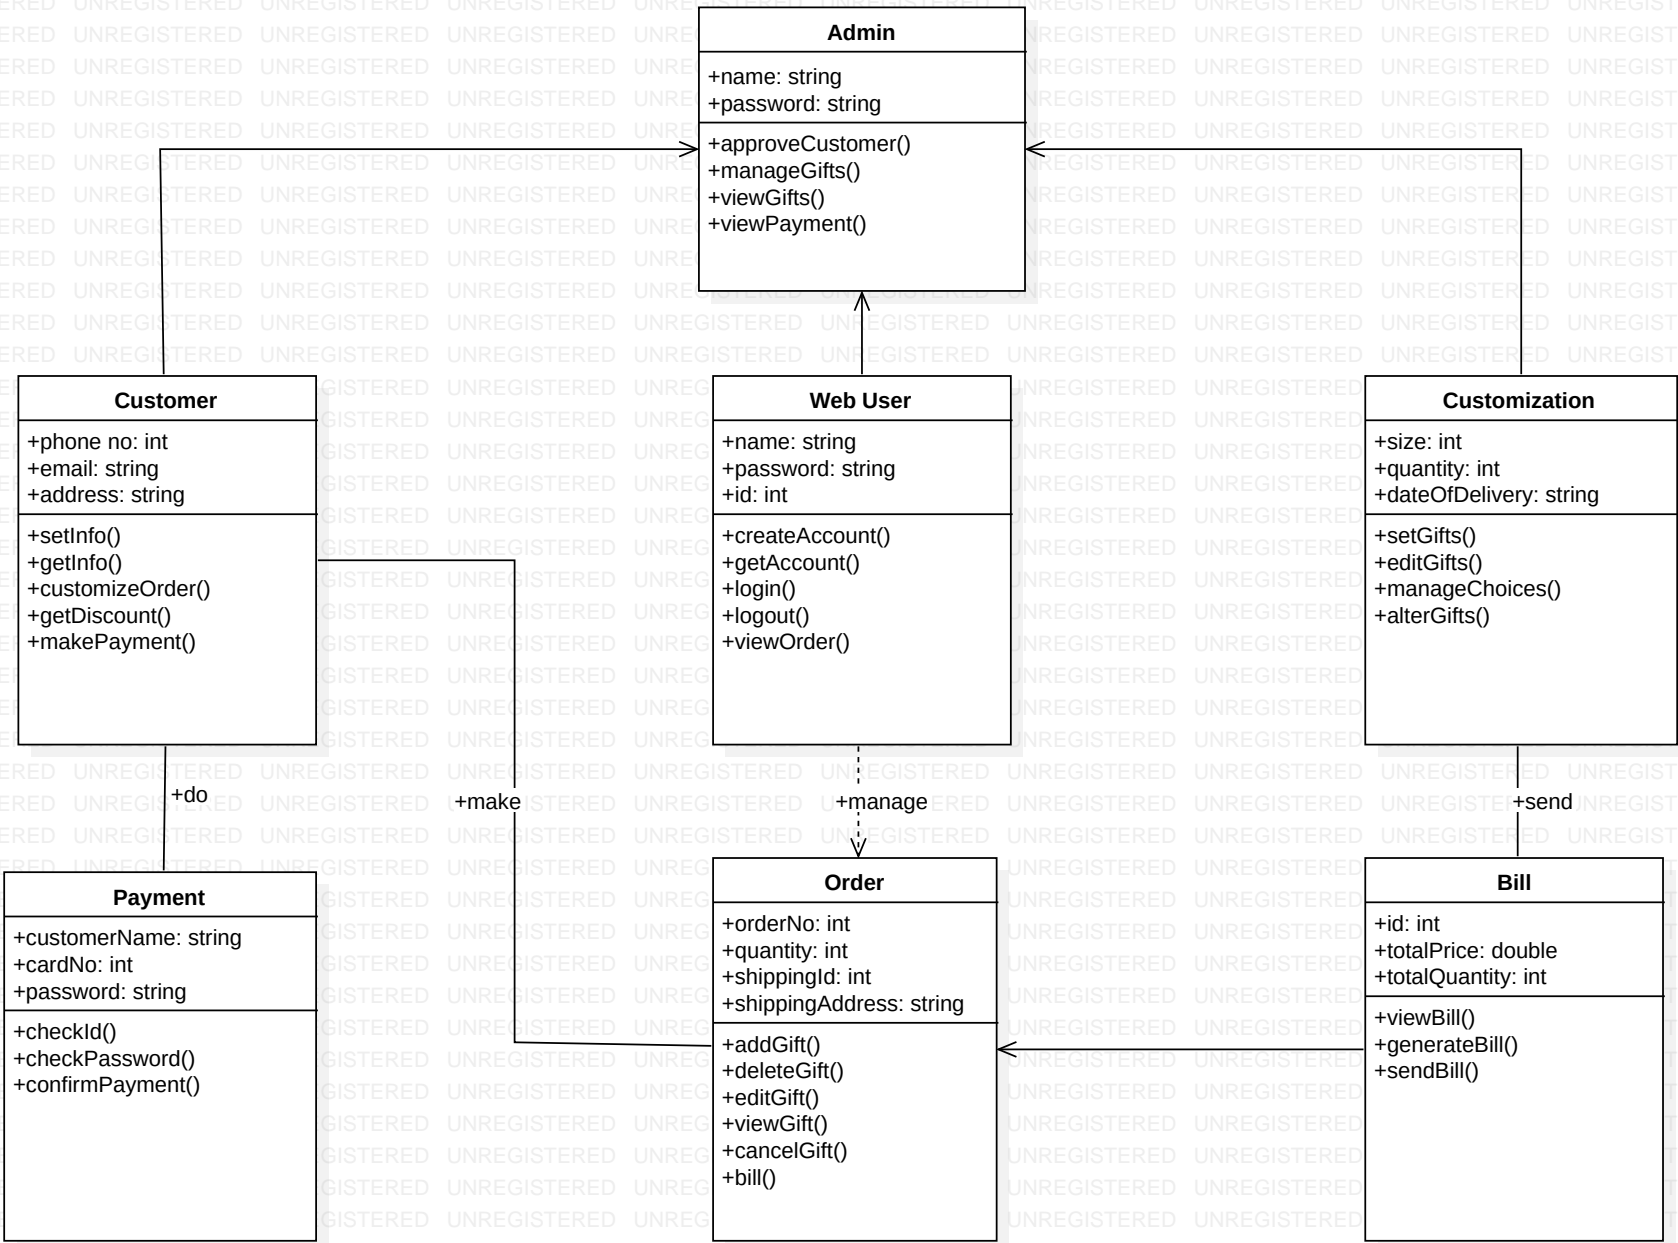 Admin
+name: string
+password: string
+approveCustomer()
+manageGifts()
+viewGifts()
+viewPayment()
Customer
+phone no: int
+email: string
+address: string
+setInfo()
+getInfo()
+customizeOrder()
+getDiscount()
+makePayment()
Web User
+name: string
+password: string
+id: int
+createAccount()
+getAccount()
+login()
+logout()
+viewOrder()
Customization
+size: int
+quantity: int
+dateOfDelivery: string
+setGifts()
+editGifts()
+manageChoices()
+alterGifts()
+do
+make
+manage
+send
Payment
+customerName: string
+cardNo: int
+password: string
+checkId()
+checkPassword()
+confirmPayment()
Order
+orderNo: int
+quantity: int
+shippingId: int
+shippingAddress: string
+addGift()
+deleteGift()
+editGift()
+viewGift()
+cancelGift()
+bill()
Bill
+id: int
+totalPrice: double
+totalQuantity: int
+viewBill()
+generateBill()
+sendBill()
UNREGISTERED